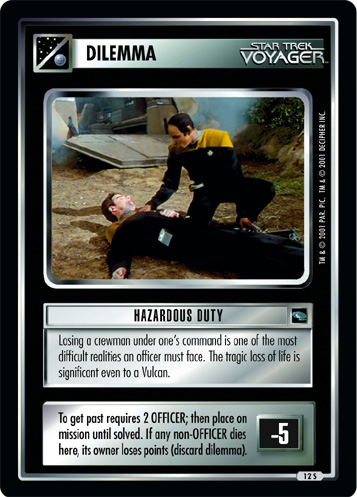 DILEMMA
STAR TREK
VOYAGER
TM & © 2001 PAR. PIC. TM & © 2001 DECIPHER INC.
HAZARDOUS DUTY
Losing a crewman under one's command is one of the most
difficult realities an officer must face. The tragic loss of life is
significant even to a Vulcan.
To get past requires 2 OFFICER; then place on
mission until solved. If any non-OFFICER dies
here, its owner loses points (discard dilemma).
-5
12 S